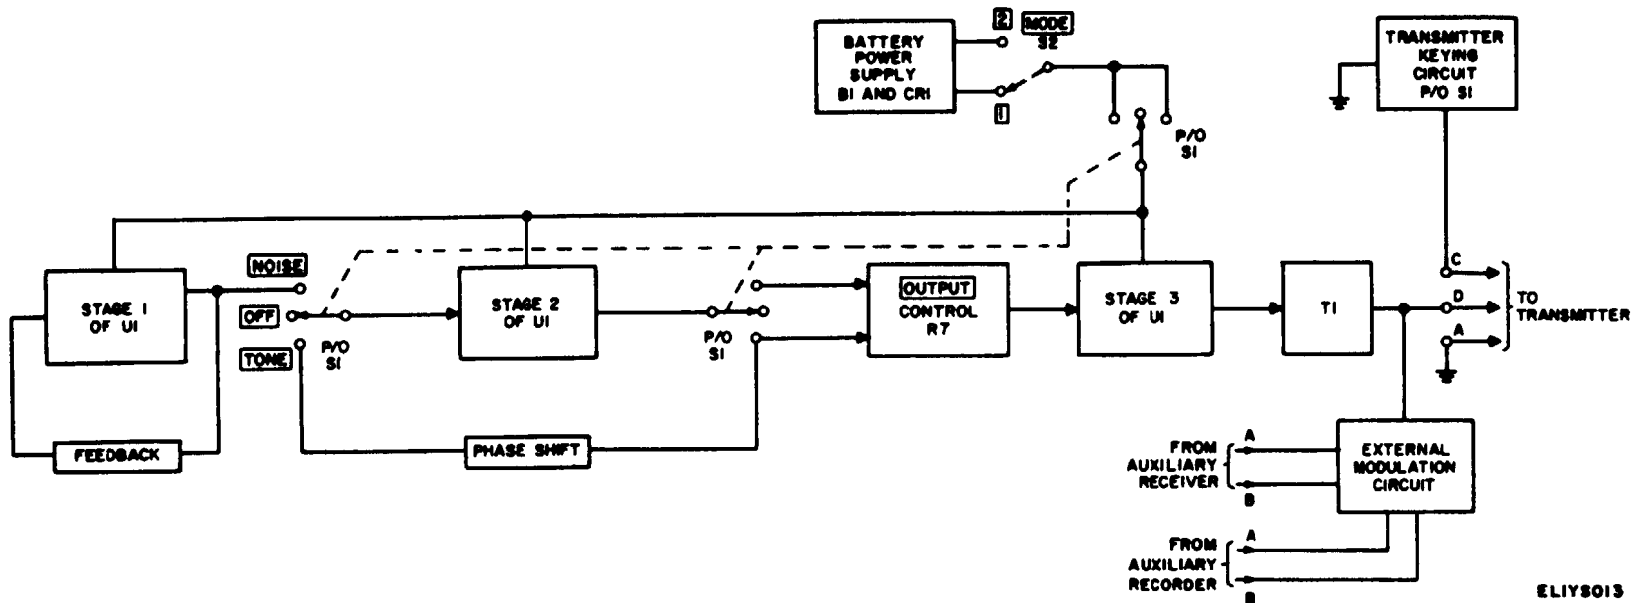 BATTERY
POWER
SUPPLY
B1 AND CR1
2
MODE
S2
1
P/O
S1
TRANSMITTER
KEYING
CIRCUIT
P/O S1
STAGE 1
OF U1
NOISE
OFF
TONE
P/O
S1
STAGE 2
OF U1
P/O
S1
OUTPUT
CONTROL
R7
STAGE 3
OF U1
T1
C
D
A
TO
TRANSMITTER
FEEDBACK
PHASE SHIFT
FROM
AUXILIARY
RECEIVER
A
B
EXTERNAL
MODULATION
CIRCUIT
FROM
AUXILIARY
RECORDER
A
B
ELIYS013